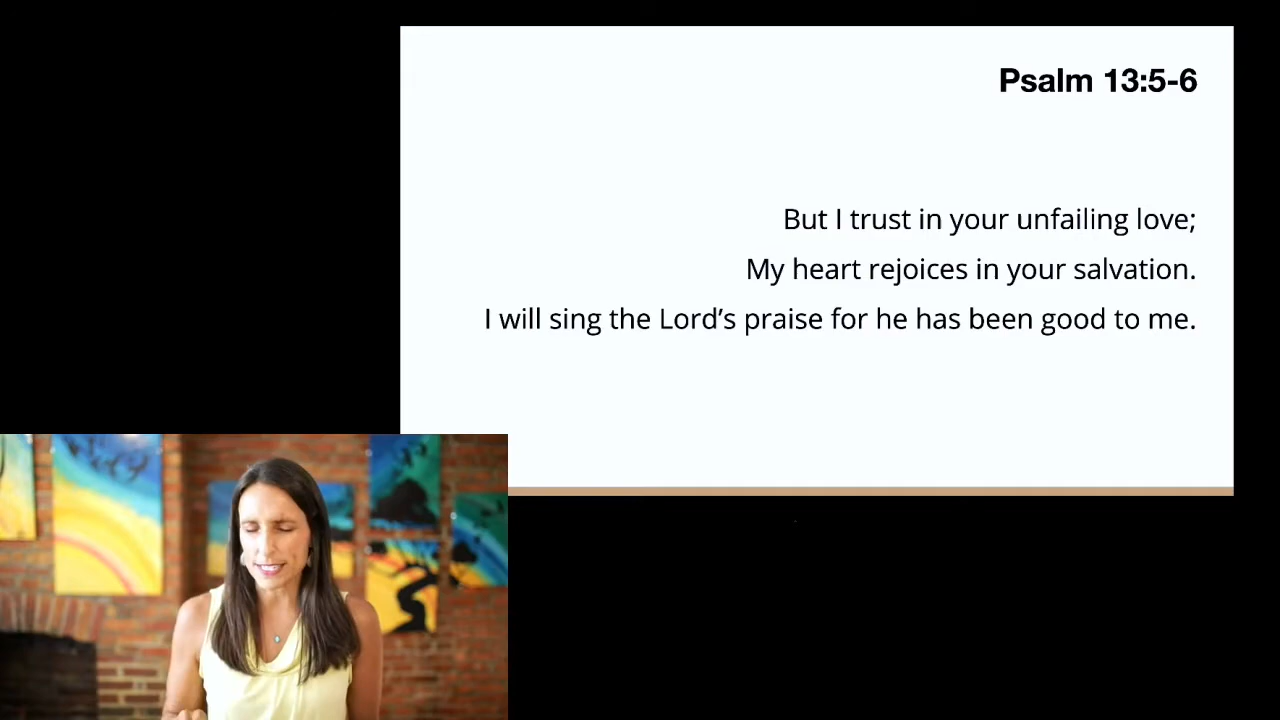 Psalm 13:5-6
But I trust in your unfailing love;
My heart rejoices in your salvation.
I will sing the Lord’s praise for he has been good to me.